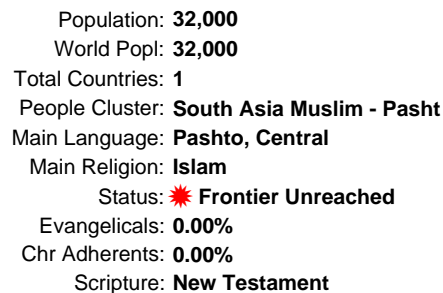 Population: 32,000
World Popl: 32,000
Total Countries: 1
People Cluster: South Asia Muslim - Pasht
Main Language: Pashto, Central
Main Religion: Islam
Status: Frontier Unreached
Evangelicals: 0.00%
Chr Adherents: 0.00%
Scripture: New Testament